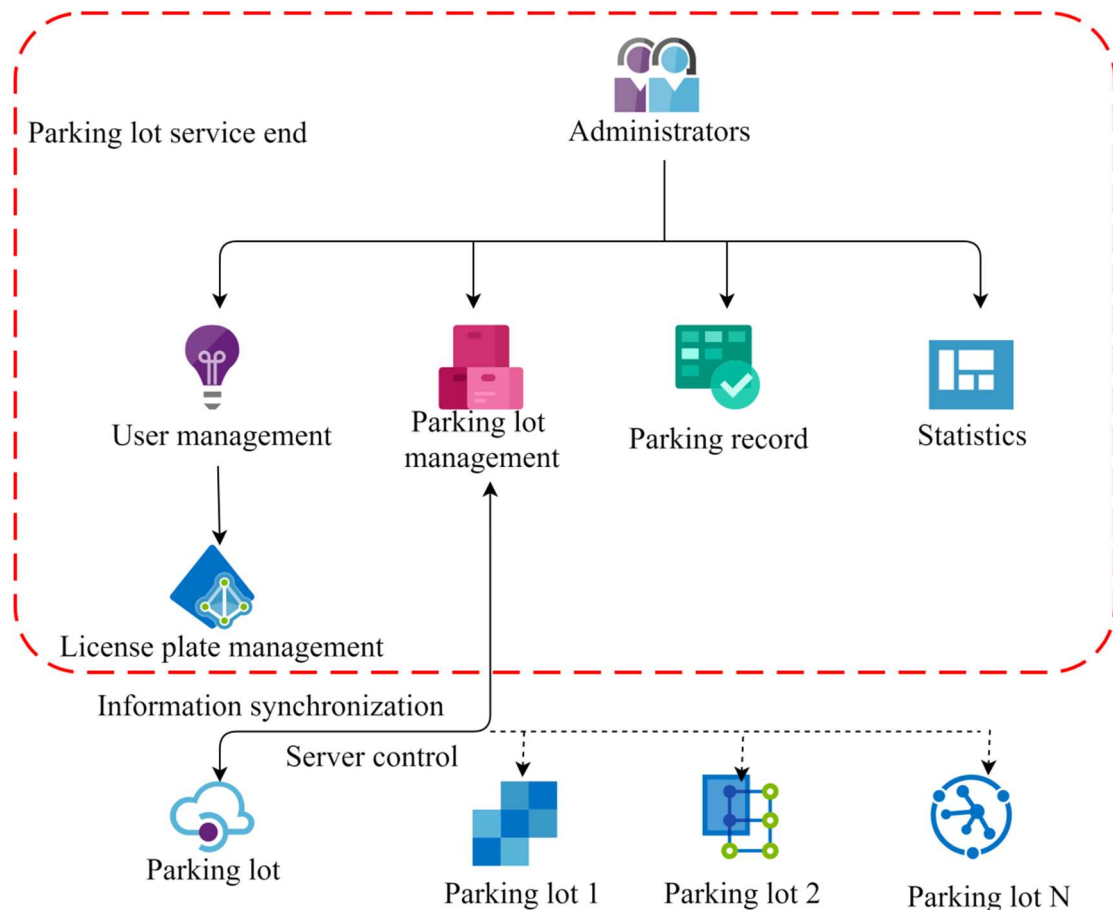 Administrators
Parking lot service end
User management
Parking lot
management
Parking record
Statistics
License plate management
Information synchronization
Server control
Parking lot
Parking lot 1
Parking lot 2
Parking lot N